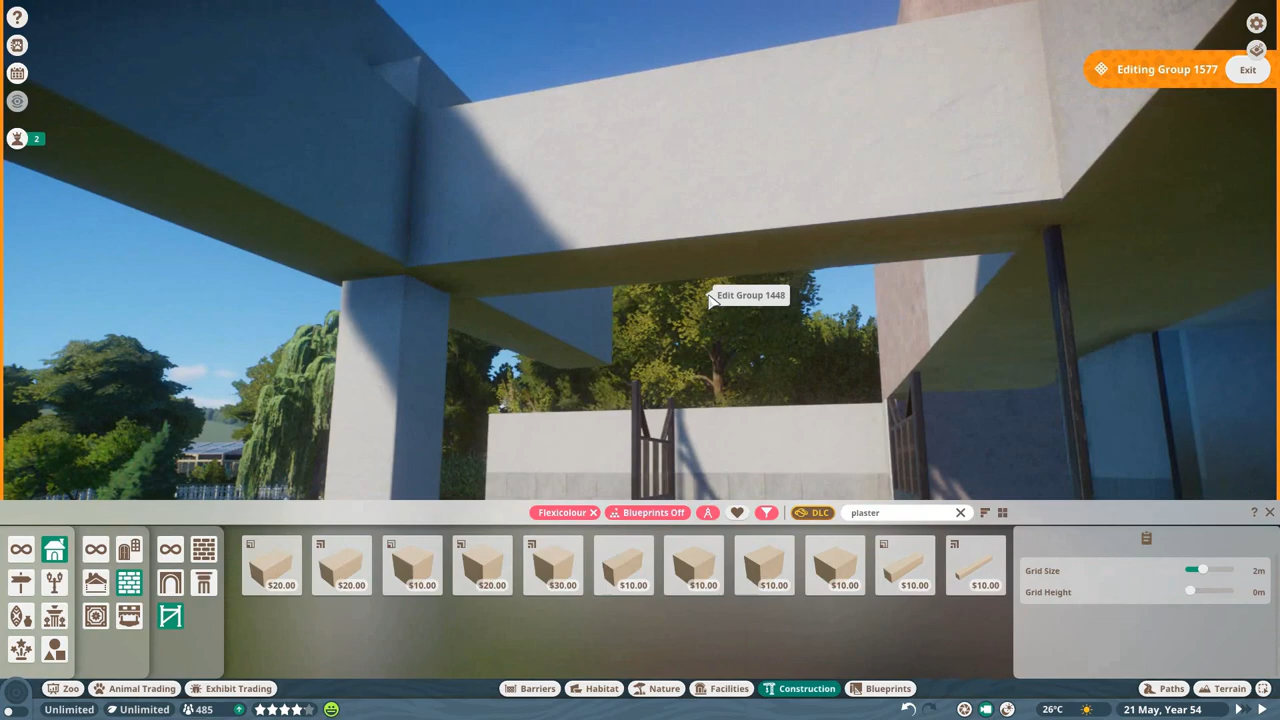 ?
Editing Group 1577
Exit
2
Edit Group 1448
Flexicolour
Blueprints Off
DLC
plaster
?
$20.00
$20.00
$10.00
$20.00
$30.00
$10.00
$10.00
$10.00
$10.00
$10.00
$10.00
Grid Size
2m
Grid Height
0m
Zoo
Animal Trading
Exhibit Trading
Barriers
Habitat
Nature
Facilities
Construction
Blueprints
Paths
Terrain
Unlimited
Unlimited
485
26°C
21 May, Year 54